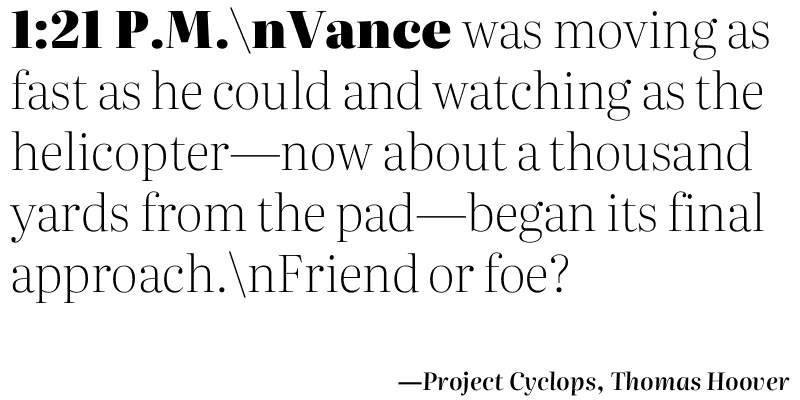 1:21 P.M.\nVance was moving as
fast as he could and watching as the
helicopter—now about a thousand
yards from the pad—began its final
approach.\nFriend or foe?
—Project Cyclops, Thomas Hoover